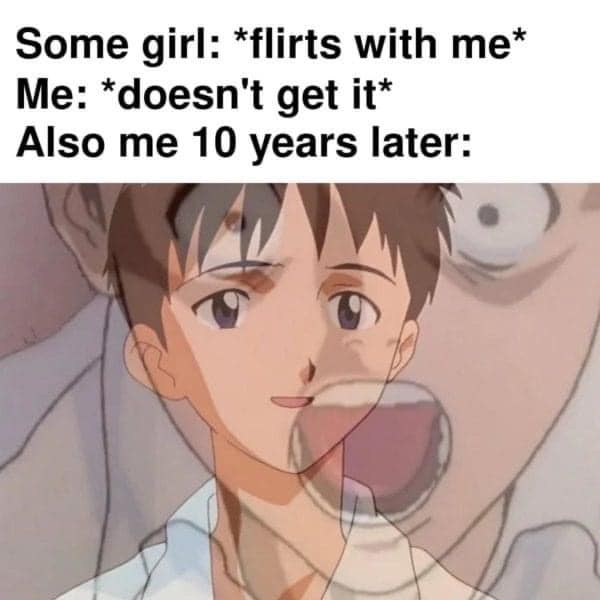 Some girl: *flirts with me*
Me: *doesn't get it*
Also me 10 years later: